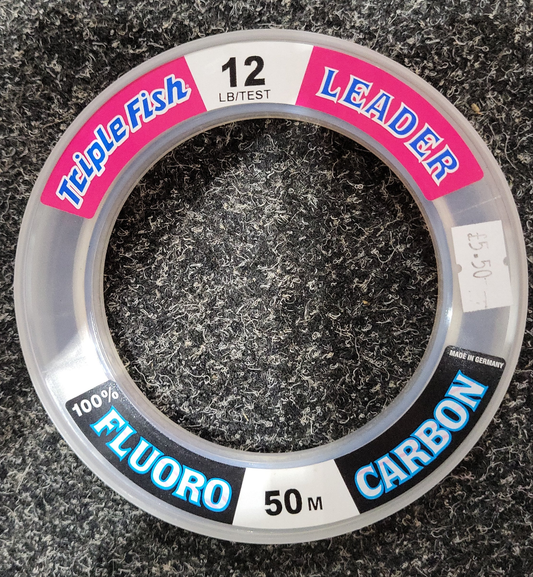 Triple Fish
12
LB/TEST
LEADER
£5.50
MADE IN GERMANY
100%
FLUORO
CARBON
50 M